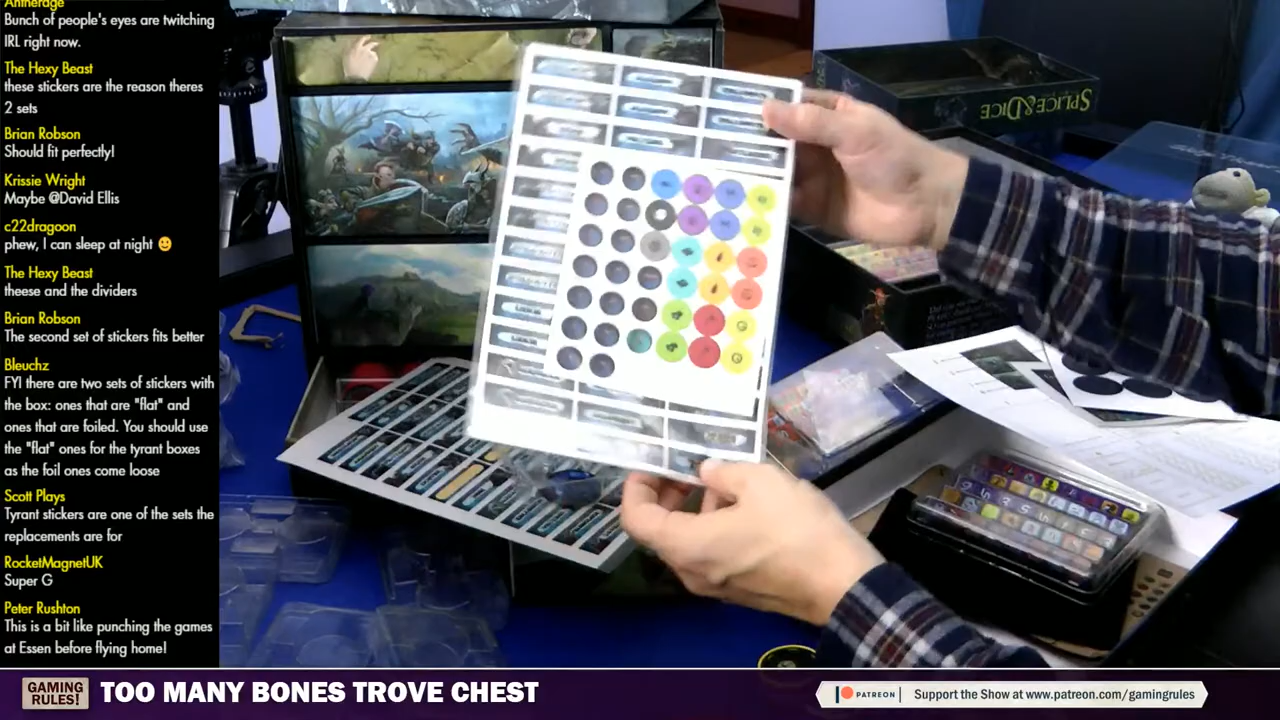 Antherage
Bunch of people's eyes are twitching
IRL right now.
The Hexy Beast
these stickers are the reason theres
2 sets
Brian Robson
Should fit perfectly!
Krissie Wright
Maybe @David Ellis
c22dragoon
phew, I can sleep at night
The Hexy Beast
theese and the dividers
Brian Robson
The second set of stickers fits better
Bleuchz
FYI there are two sets of stickers with
the box: ones that are "flat" and
ones that are foiled. You should use
the "flat" ones for the tyrant boxes
as the foil ones come loose
Scott Plays
Tyrant stickers are one of the sets the
replacements are for
RocketMagnetUK
Super G
Peter Rushton
This is a bit like punching the games
at Essen before flying home!
SPLICE & DICE
GAMING
RULES!
TOO MANY BONES TROVE CHEST
PATREON
Support the Show at www.patreon.com/gamingrules